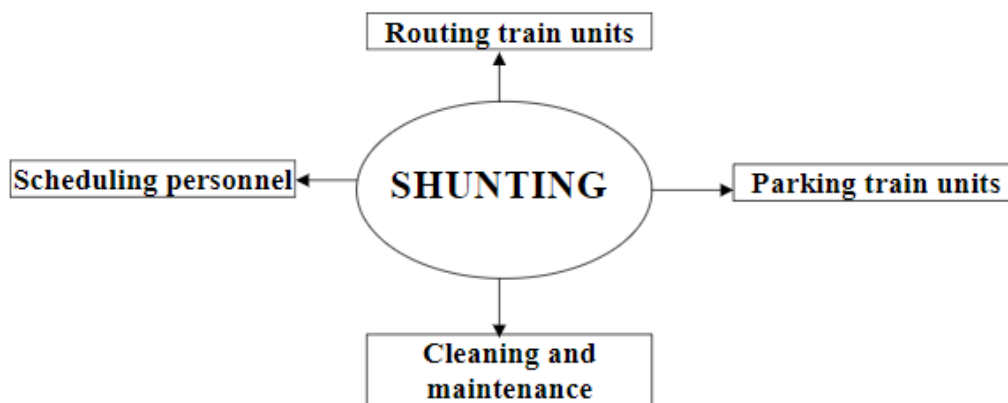 Routing train units
Scheduling personnel
SHUNTING
Parking train units
Cleaning and
maintenance